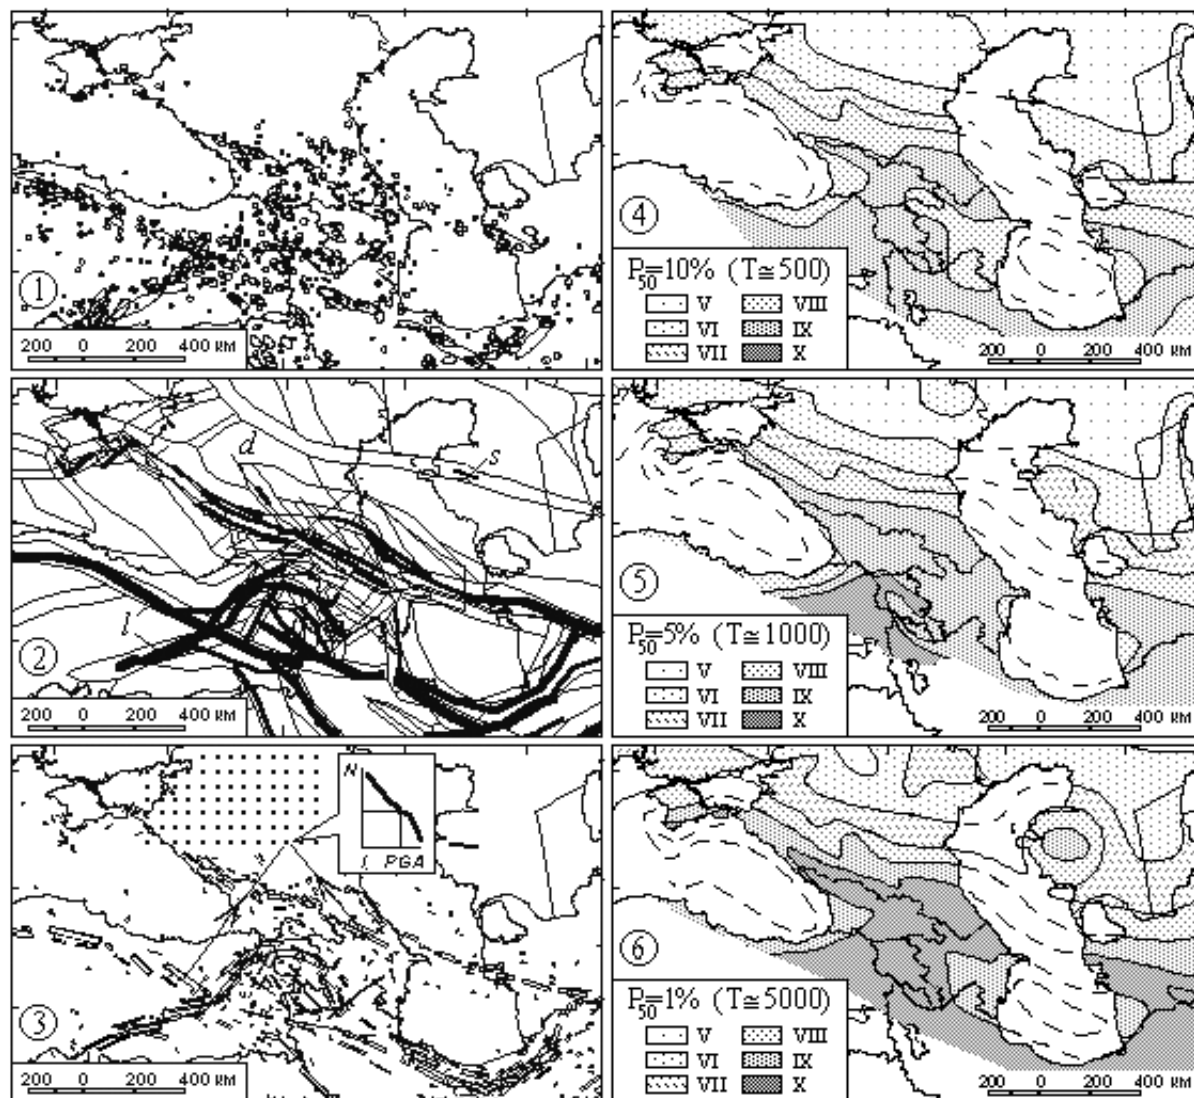 1
200 0 200 400 км
4
P50=10% (T≅500)
V VIII
VI IX
VII X
200 0 200 400 км
d
s
l
2
200 0 200 400 км
5
P50=5% (T≅1000)
V VIII
VI IX
VII X
200 0 200 400 км
N
I, PGA
3
200 0 200 400 км
6
P50=1% (T≅5000)
V VIII
VI IX
VII X
200 0 200 400 км